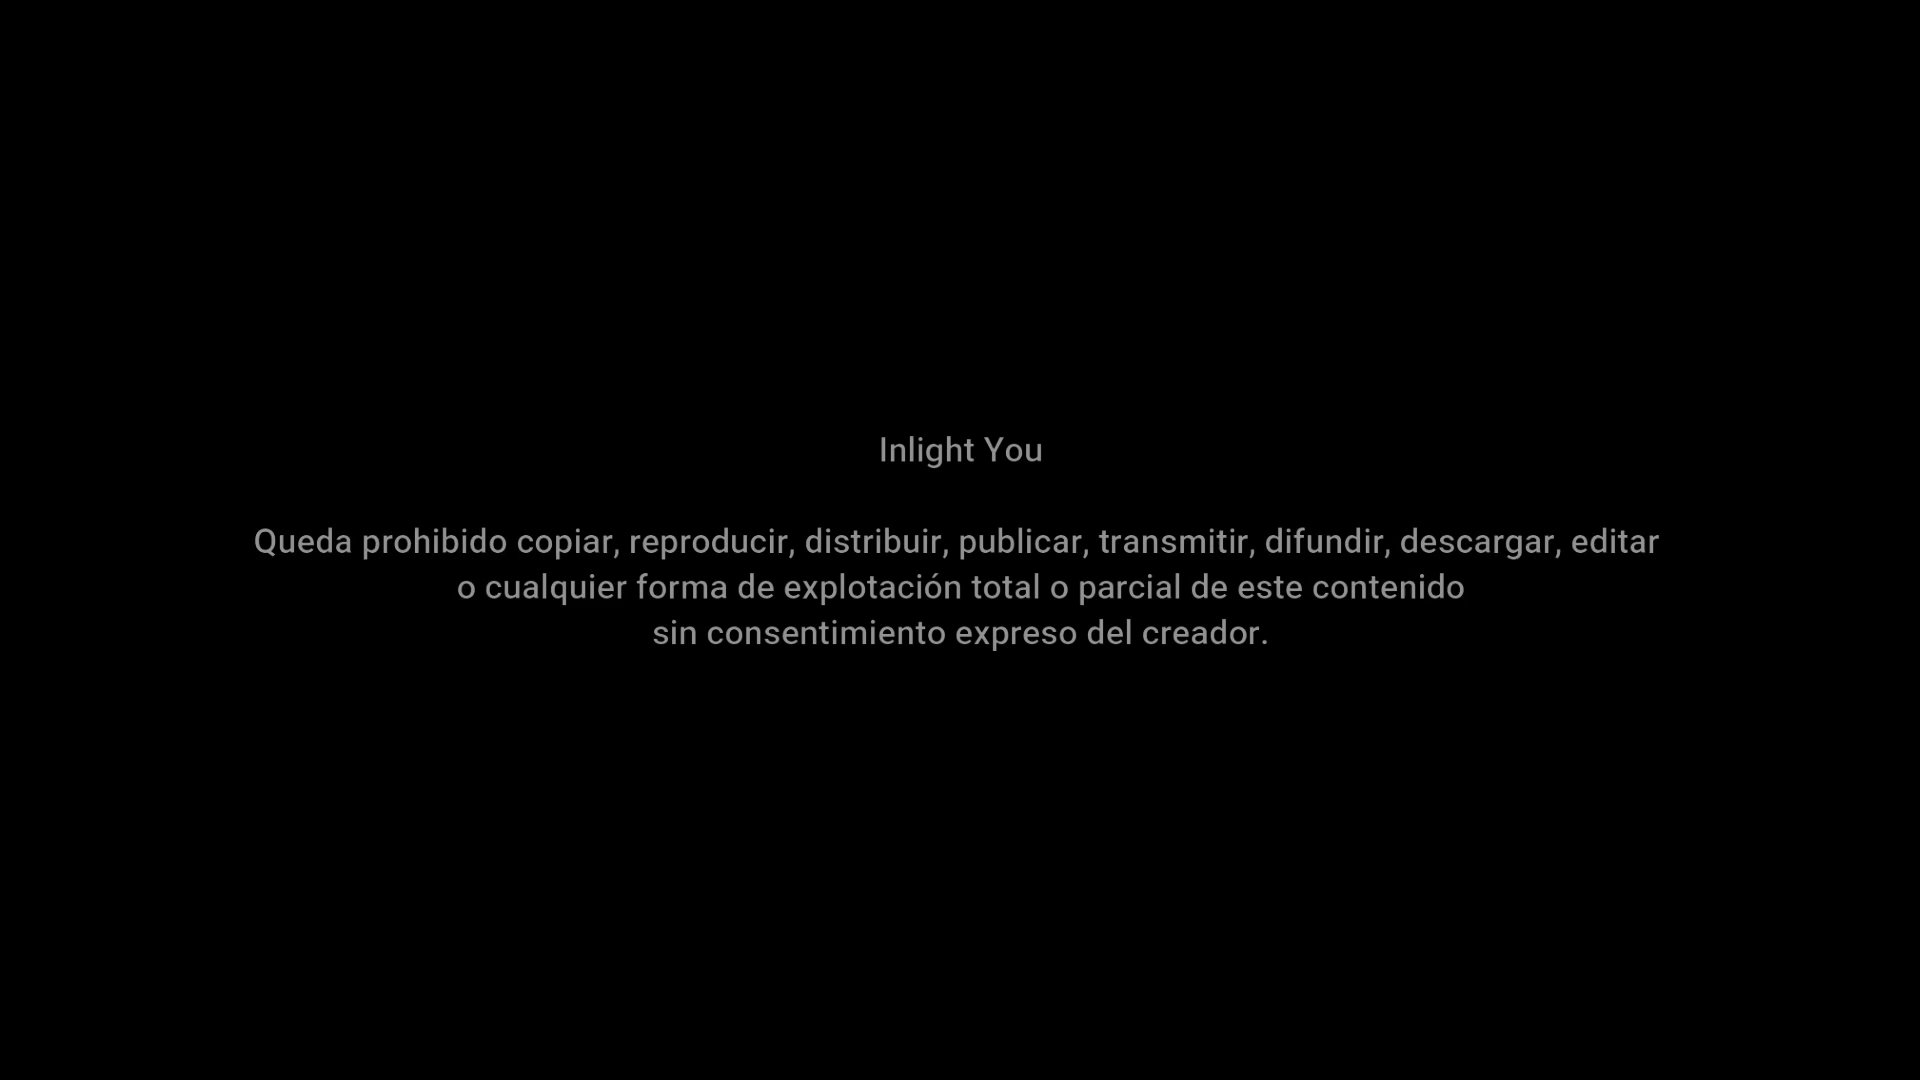 Inlight You
Queda prohibido copiar, reproducir, distribuir, publicar, transmitir, difundir, descargar, editar
o cualquier forma de explotación total o parcial de este contenido
sin consentimiento expreso del creador.